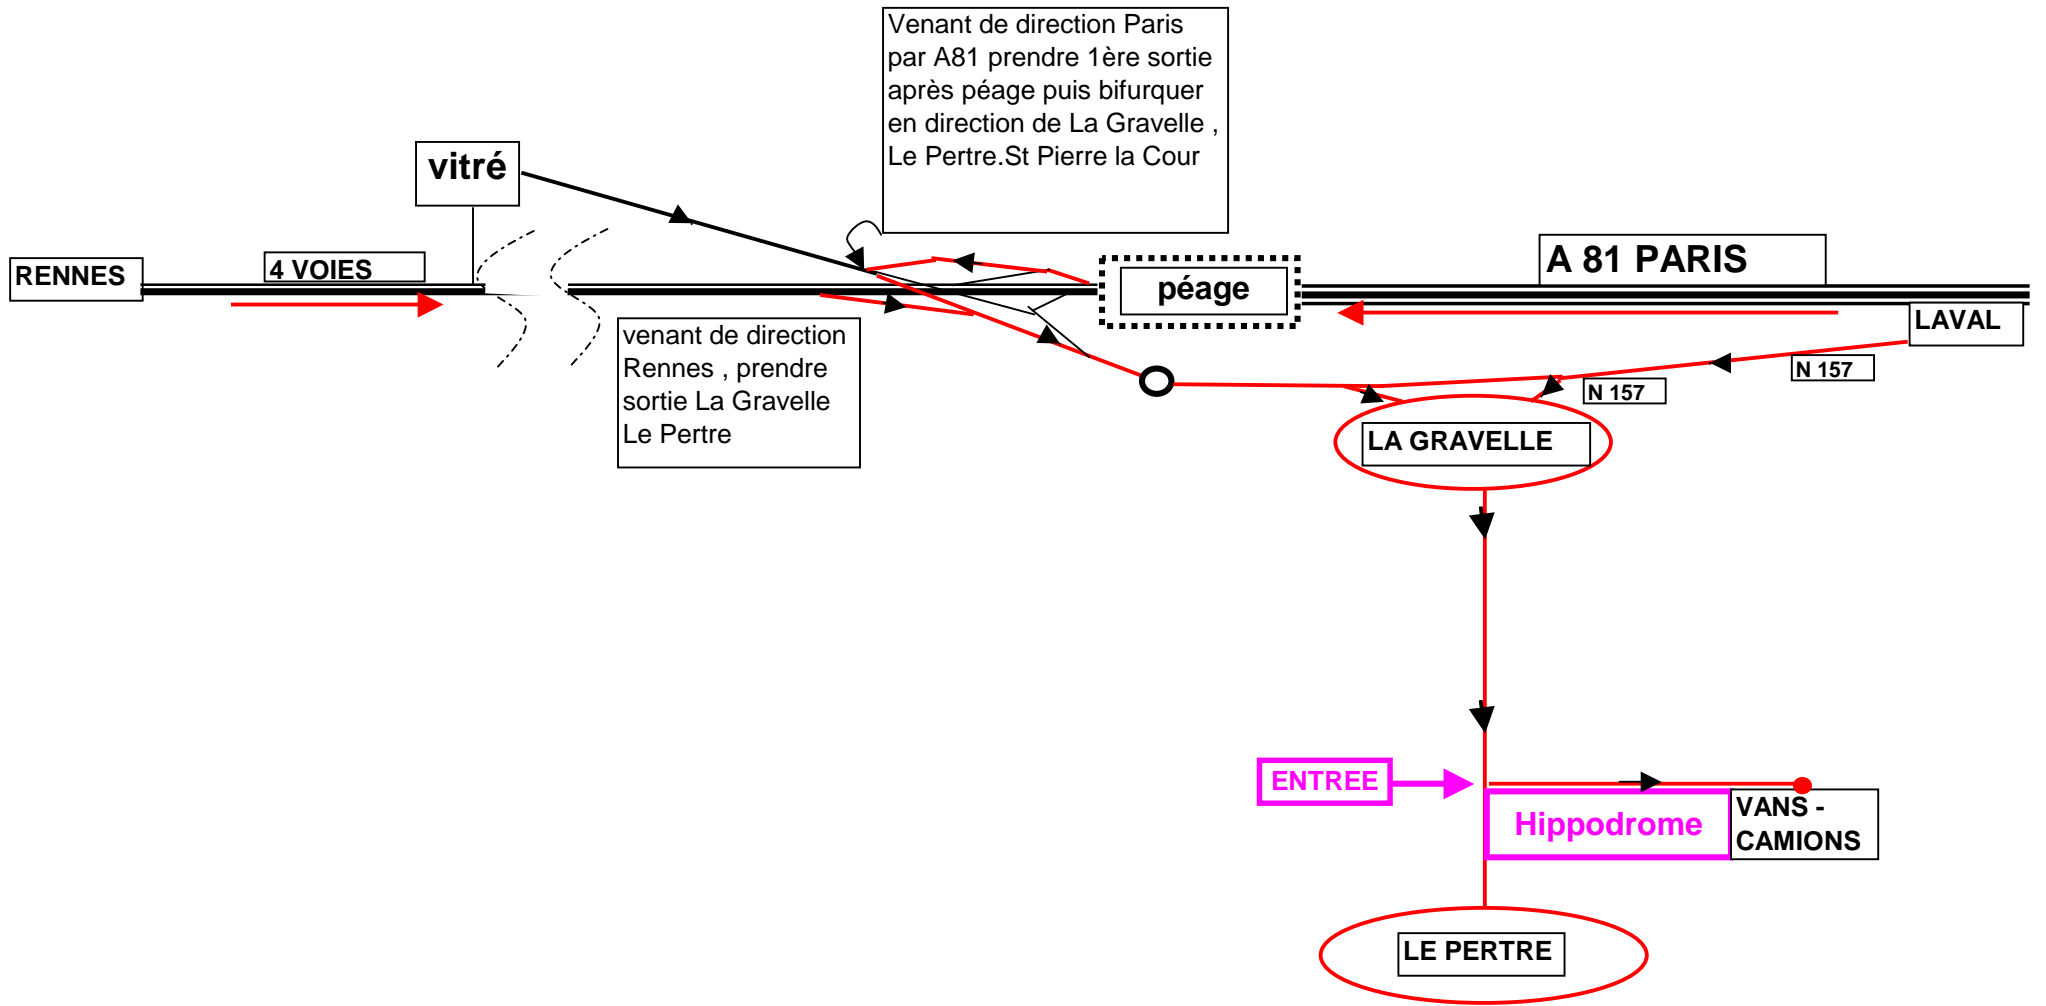 Venant de direction Paris
par A81 prendre 1ère sortie
après péage puis bifurquer
en direction de La Gravelle ,
Le Pertre.St Pierre la Cour
vitré
RENNES
4 VOIES
péage
A 81 PARIS
LAVAL
venant de direction
Rennes , prendre
sortie La Gravelle
Le Pertre
N 157
N 157
LA GRAVELLE
ENTREE
Hippodrome
VANS -
CAMIONS
LE PERTRE